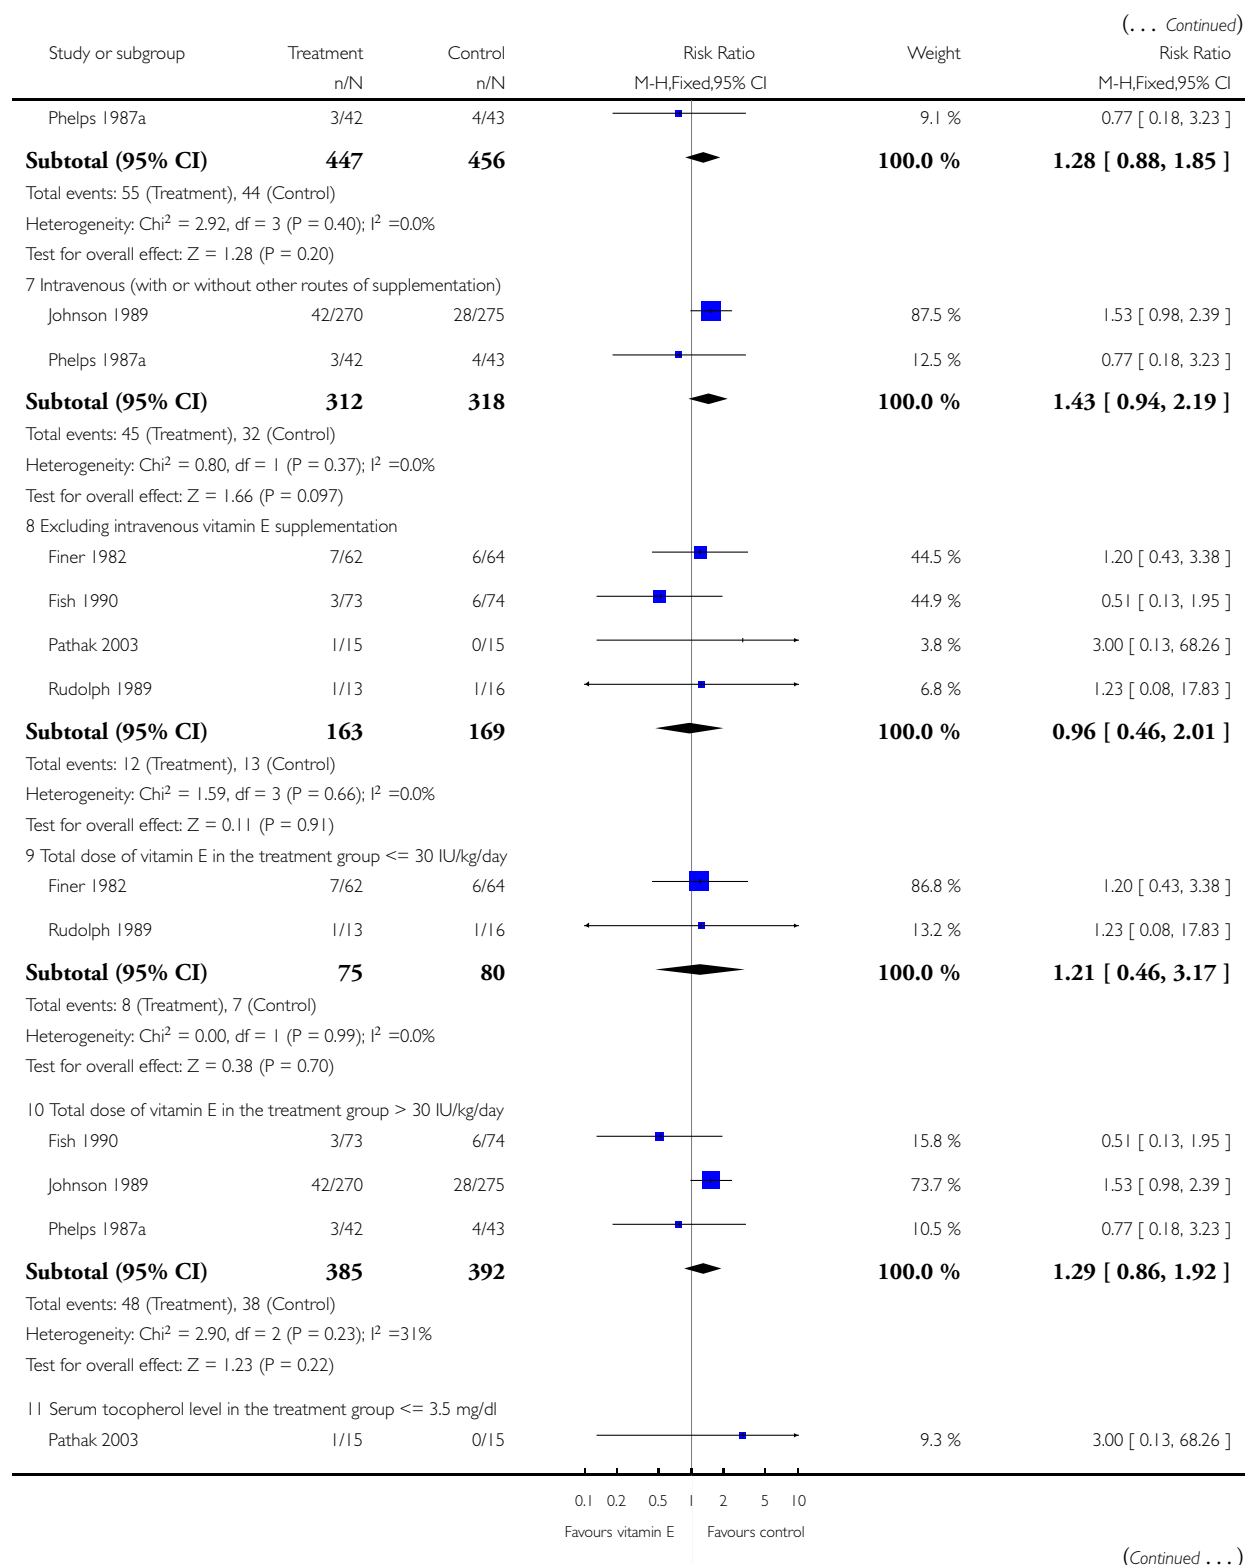 (... Continued)
Study or subgroup Treatment Control Risk Ratio Weight Risk Ratio
n/N n/N M-H,Fixed,95% CI M-H,Fixed,95% CI
Phelps 1987a 3/42 4/43 9.1 % 0.77 [ 0.18, 3.23 ]
Subtotal (95% CI) 447 456 100.0 % 1.28 [ 0.88, 1.85 ]
Total events: 55 (Treatment), 44 (Control)
Heterogeneity: Chi² = 2.92, df = 3 (P = 0.40); I² =0.0%
Test for overall effect: Z = 1.28 (P = 0.20)
7 Intravenous (with or without other routes of supplementation)
Johnson 1989 42/270 28/275 87.5 % 1.53 [ 0.98, 2.39 ]
Phelps 1987a 3/42 4/43 12.5 % 0.77 [ 0.18, 3.23 ]
Subtotal (95% CI) 312 318 100.0 % 1.43 [ 0.94, 2.19 ]
Total events: 45 (Treatment), 32 (Control)
Heterogeneity: Chi² = 0.80, df = 1 (P = 0.37); I² =0.0%
Test for overall effect: Z = 1.66 (P = 0.097)
8 Excluding intravenous vitamin E supplementation
Finer 1982 7/62 6/64 44.5 % 1.20 [ 0.43, 3.38 ]
Fish 1990 3/73 6/74 44.9 % 0.51 [ 0.13, 1.95 ]
Pathak 2003 1/15 0/15 3.8 % 3.00 [ 0.13, 68.26 ]
Rudolph 1989 1/13 1/16 6.8 % 1.23 [ 0.08, 17.83 ]
Subtotal (95% CI) 163 169 100.0 % 0.96 [ 0.46, 2.01 ]
Total events: 12 (Treatment), 13 (Control)
Heterogeneity: Chi² = 1.59, df = 3 (P = 0.66); I² =0.0%
Test for overall effect: Z = 0.11 (P = 0.91)
9 Total dose of vitamin E in the treatment group <= 30 IU/kg/day
Finer 1982 7/62 6/64 86.8 % 1.20 [ 0.43, 3.38 ]
Rudolph 1989 1/13 1/16 13.2 % 1.23 [ 0.08, 17.83 ]
Subtotal (95% CI) 75 80 100.0 % 1.21 [ 0.46, 3.17 ]
Total events: 8 (Treatment), 7 (Control)
Heterogeneity: Chi² = 0.00, df = 1 (P = 0.99); I² =0.0%
Test for overall effect: Z = 0.38 (P = 0.70)
10 Total dose of vitamin E in the treatment group > 30 IU/kg/day
Fish 1990 3/73 6/74 15.8 % 0.51 [ 0.13, 1.95 ]
Johnson 1989 42/270 28/275 73.7 % 1.53 [ 0.98, 2.39 ]
Phelps 1987a 3/42 4/43 10.5 % 0.77 [ 0.18, 3.23 ]
Subtotal (95% CI) 385 392 100.0 % 1.29 [ 0.86, 1.92 ]
Total events: 48 (Treatment), 38 (Control)
Heterogeneity: Chi² = 2.90, df = 2 (P = 0.23); I² =31%
Test for overall effect: Z = 1.23 (P = 0.22)
11 Serum tocopherol level in the treatment group <= 3.5 mg/dl
Pathak 2003 1/15 0/15 9.3 % 3.00 [ 0.13, 68.26 ]
0.1 0.2 0.5 1 2 5 10
Favours vitamin E Favours control
(Continued ...)